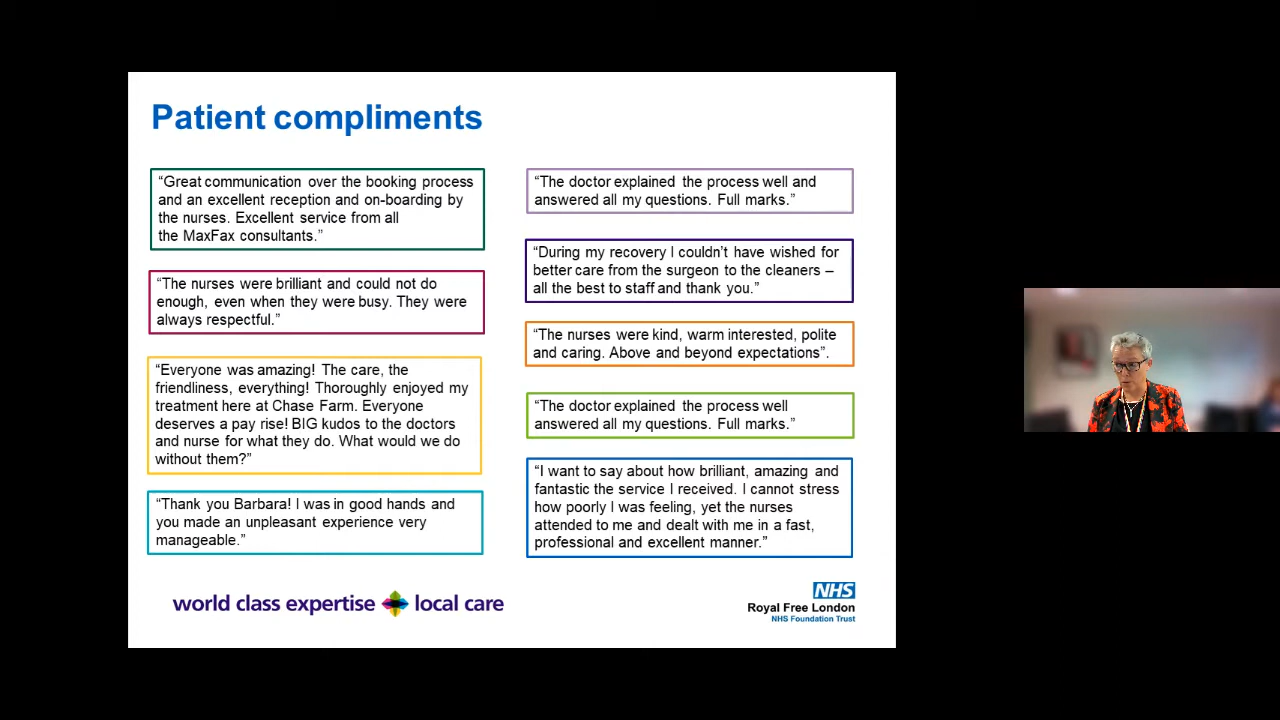 Patient compliments
“Great communication over the booking process
and an excellent reception and on-boarding by
the nurses. Excellent service from all
the MaxFax consultants.”
“The nurses were brilliant and could not do
enough, even when they were busy. They were
always respectful.”
“Everyone was amazing! The care, the
friendliness, everything! Thoroughly enjoyed my
treatment here at Chase Farm. Everyone
deserves a pay rise! BIG kudos to the doctors
and nurse for what they do. What would we do
without them?”
“Thank you Barbara! I was in good hands and
you made an unpleasant experience very
manageable.”
“The doctor explained the process well and
answered all my questions. Full marks.”
“During my recovery I couldn’t have wished for
better care from the surgeon to the cleaners –
all the best to staff and thank you.”
“The nurses were kind, warm interested, polite
and caring. Above and beyond expectations”.
“The doctor explained the process well
answered all my questions. Full marks.”
“I want to say about how brilliant, amazing and
fantastic the service I received. I cannot stress
how poorly I was feeling, yet the nurses
attended to me and dealt with me in a fast,
professional and excellent manner.”
world class expertise local care
NHS
Royal Free London
NHS Foundation Trust